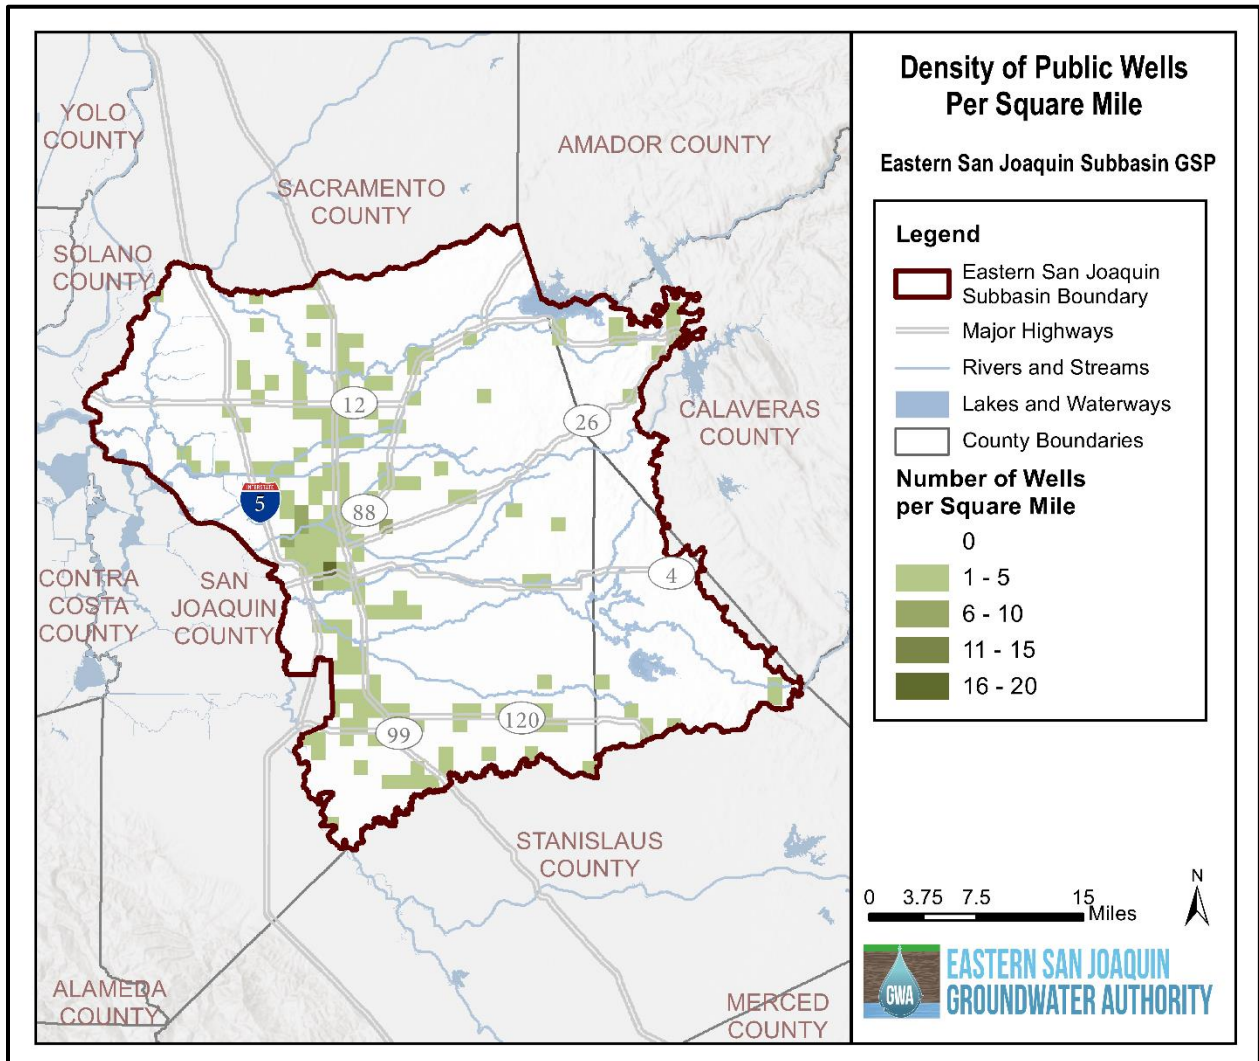 Density of Public Wells
Per Square Mile
Eastern San Joaquin Subbasin GSP
Legend
Eastern San Joaquin
Subbasin Boundary
Major Highways
Rivers and Streams
Lakes and Waterways
County Boundaries
Number of Wells
per Square Mile
0
1 - 5
6 - 10
11 - 15
16 - 20
YOLO
COUNTY
AMADOR COUNTY
SACRAMENTO
COUNTY
SOLANO
COUNTY
12
26
CALAVERAS
COUNTY
INTERSTATE
5
88
4
CONTRA
COSTA
COUNTY
SAN
JOAQUIN
COUNTY
120
99
STANISLAUS
COUNTY
ALAMEDA
COUNTY
MERCED
COUNTY
N
0 3.75 7.5 15
Miles
GWA
EASTERN SAN JOAQUIN
GROUNDWATER AUTHORITY